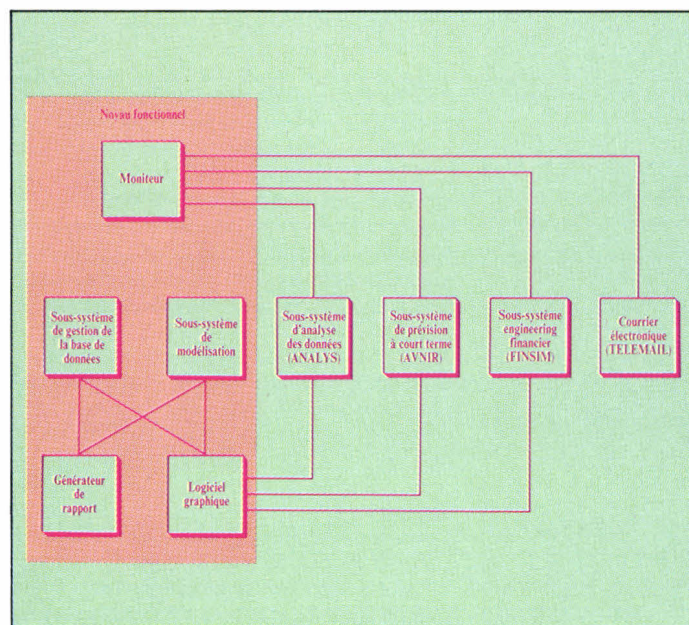 Noyau fonctionnel
Moniteur
Sous-système
de gestion de
la base de
données
Sous-système
de
modélisation
Sous-système
d'analyse
des données
(ANALYS)
Sous-système
de prévision
à court terme
(AVNIR)
Sous-système
engineering
financier
(FINSIM)
Courrier
électronique
(TELEMAIL)
Générateur
de
rapport
Logiciel
graphique